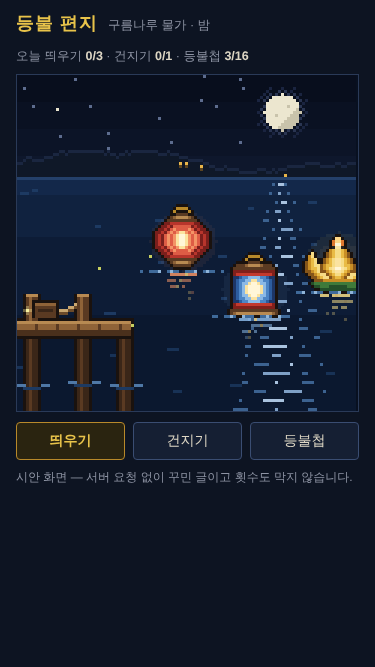 등불 편지 구름나루 물가 · 밤
오늘 띄우기 0/3 · 건지기 0/1 · 등불첩 3/16
띄우기 건지기 등불첩
시안 화면 — 서버 요청 없이 꾸민 글이고 횟수도 막지 않습니다.